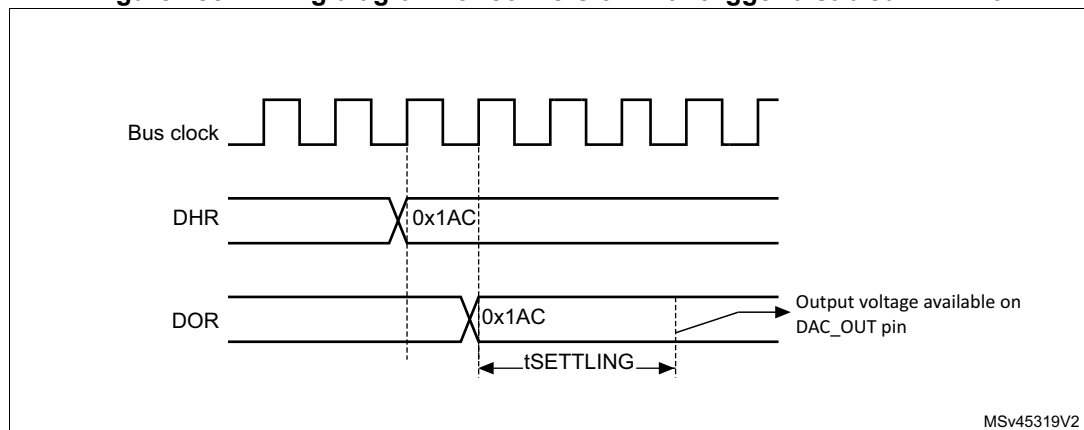 Bus clock
DHR
0x1AC
DOR
0x1AC
Output voltage available on
DAC_OUT pin
tSETTLING
MSv45319V2